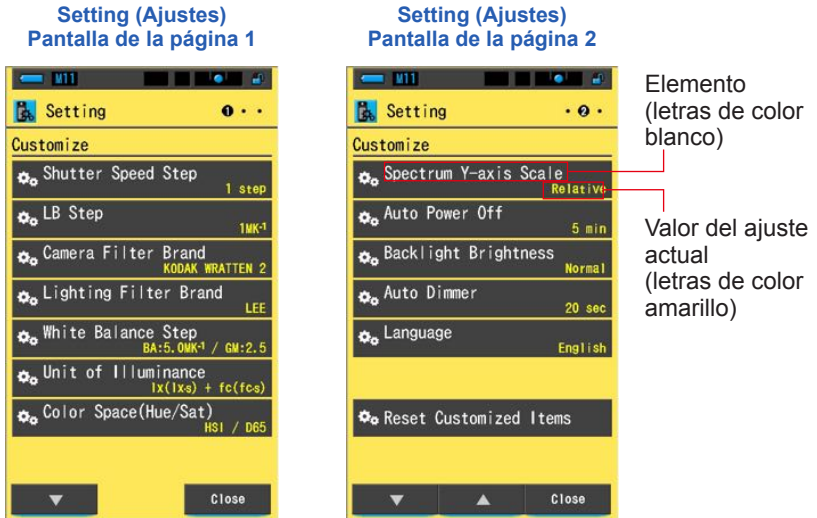 Setting (Ajustes)
Pantalla de la página 1
M11
Setting
❶ · ·
Customize
Shutter Speed Step
1 step
LB Step
1MK-¹
Camera Filter Brand
KODAK WRATTEN 2
Lighting Filter Brand
LEE
White Balance Step
BA:5.0MK-¹ / GM:2.5
Unit of Illuminance
lx(lx·s) + fc(fc·s)
Color Space(Hue/Sat)
HSI / D65
▼
Close
Setting (Ajustes)
Pantalla de la página 2
M11
Setting
· ❷ ·
Customize
Spectrum Y-axis Scale
Relative
Auto Power Off
5 min
Backlight Brightness
Normal
Auto Dimmer
20 sec
Language
English
Reset Customized Items
▼ ▲ Close
Elemento
(letras de color
blanco)
Valor del ajuste
actual
(letras de color
amarillo)